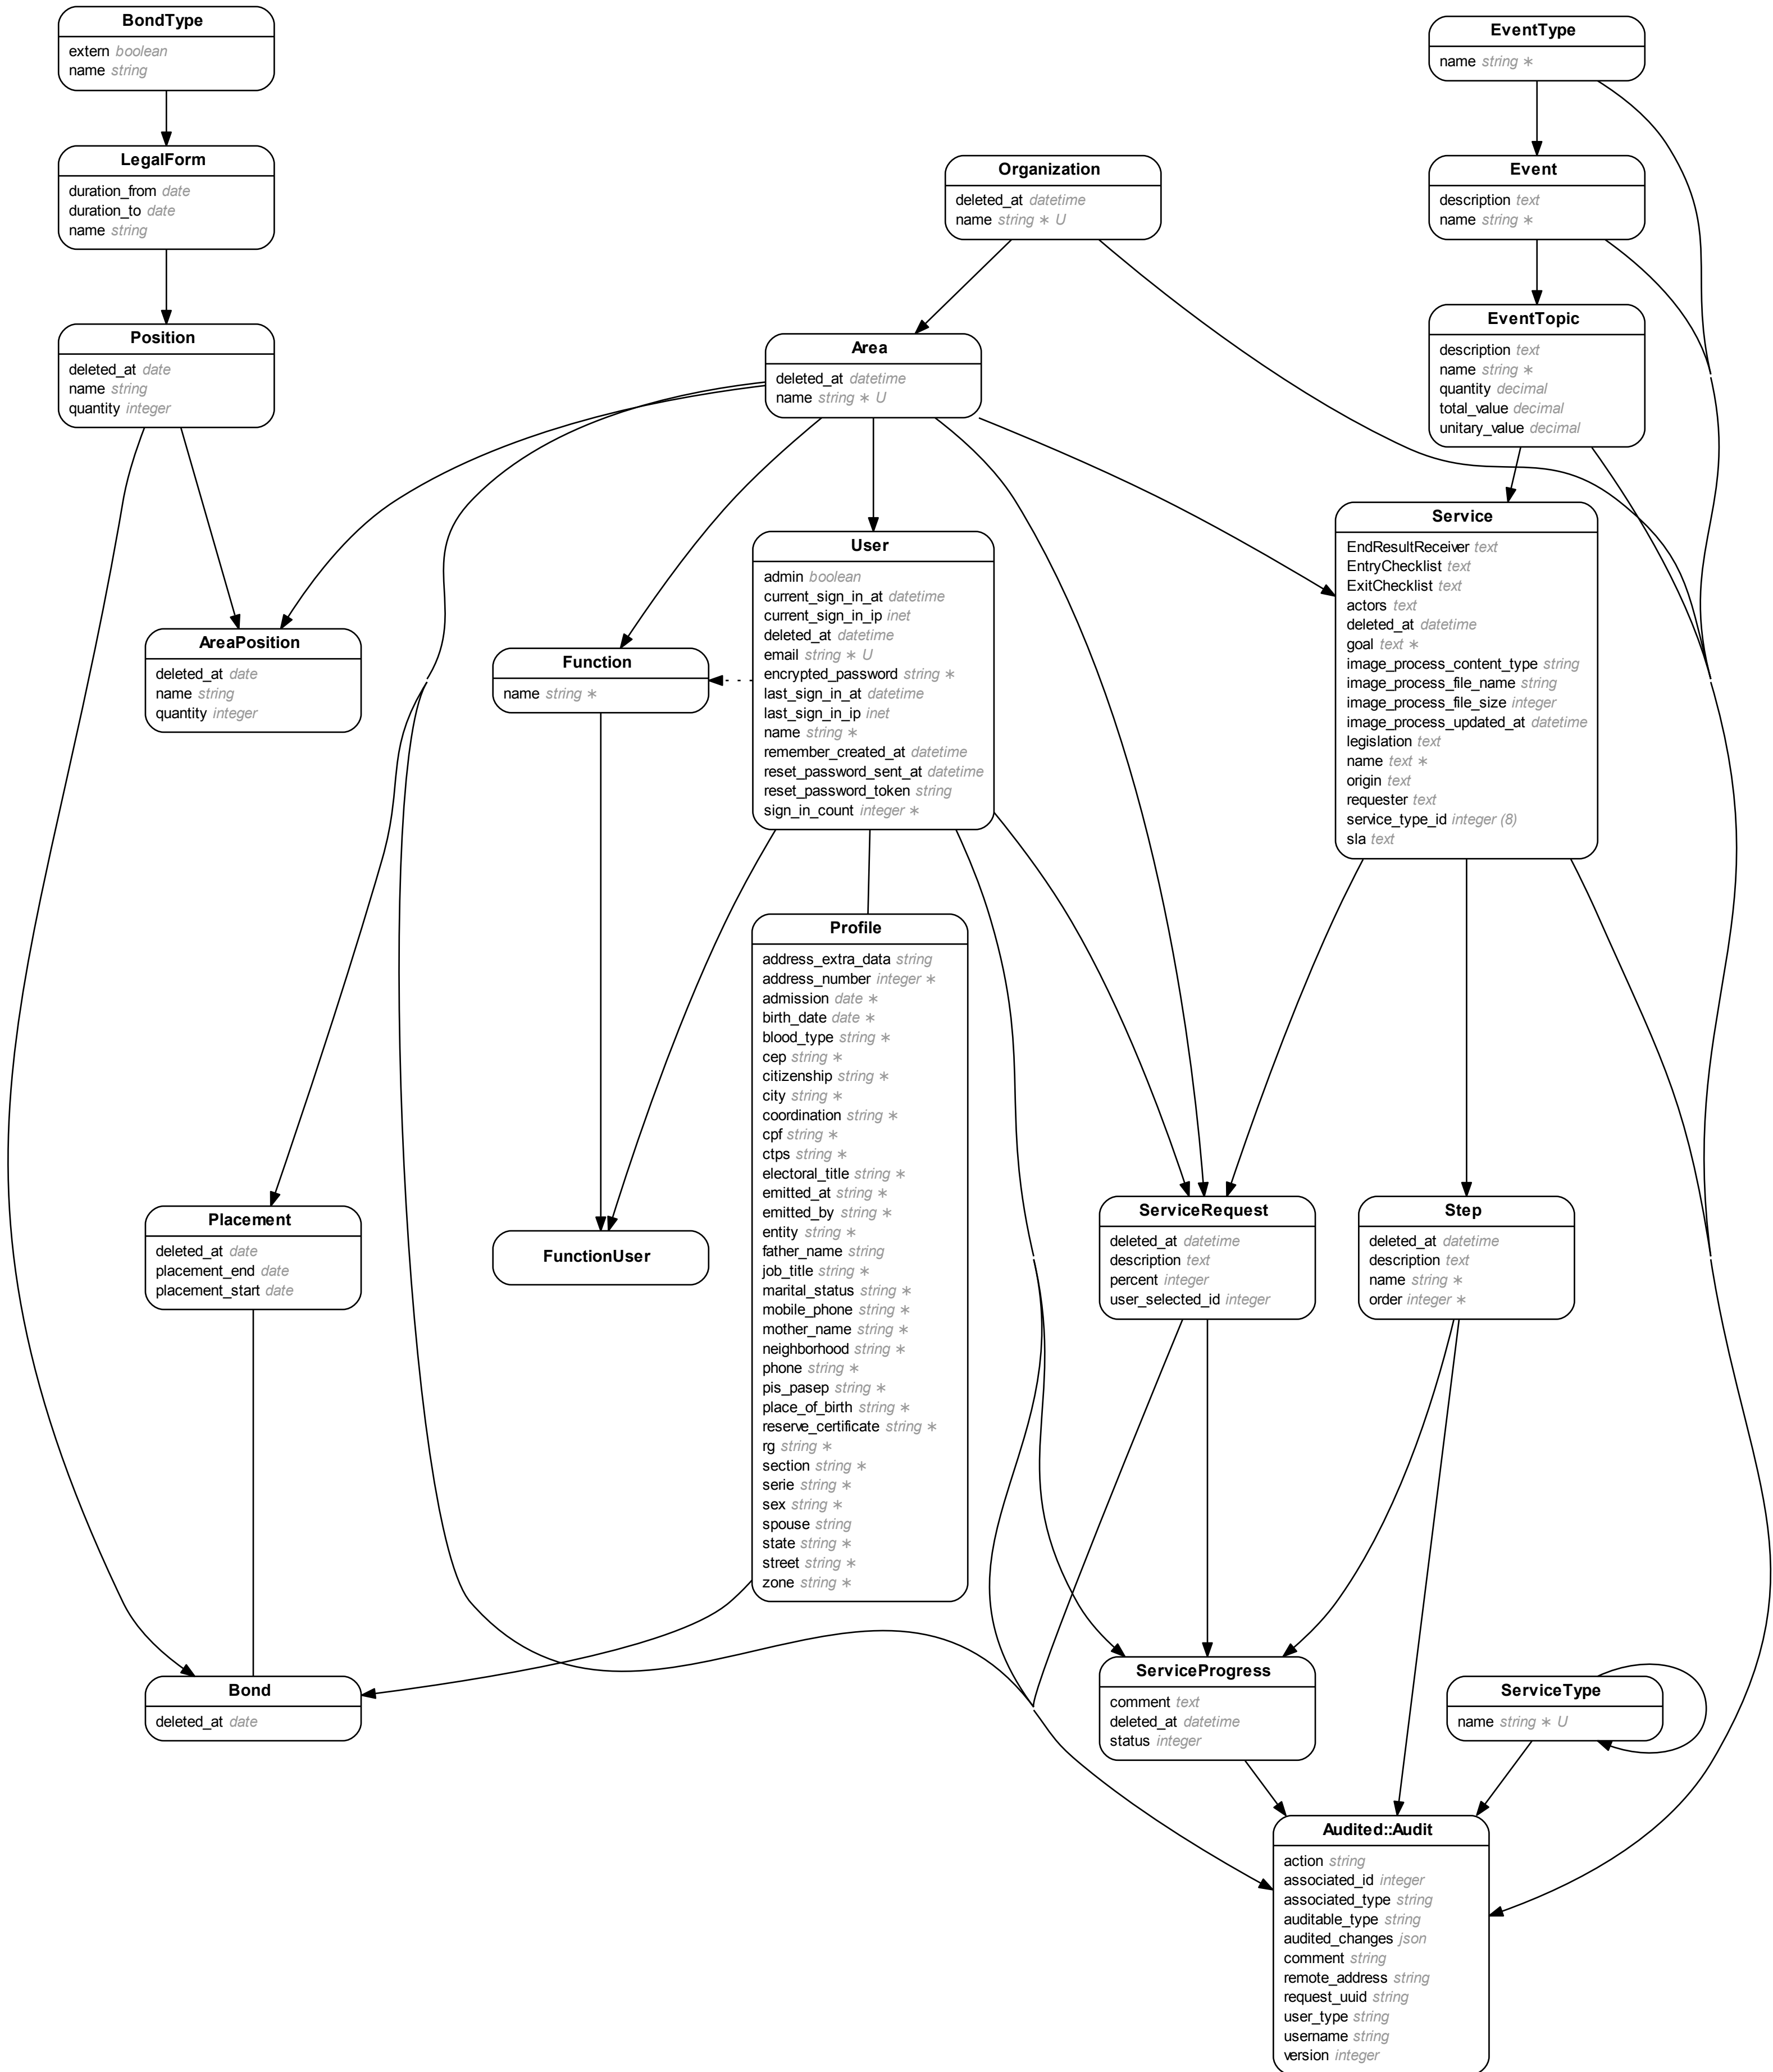 BondType
extern boolean
name string
EventType
name string ∗
LegalForm
duration_from date
duration_to date
name string
Organization
deleted_at datetime
name string ∗ U
Event
description text
name string ∗
Position
deleted_at date
name string
quantity integer
Area
deleted_at datetime
name string ∗ U
EventTopic
description text
name string ∗
quantity decimal
total_value decimal
unitary_value decimal
Service
EndResultReceiver text
EntryChecklist text
ExitChecklist text
actors text
deleted_at datetime
goal text ∗
image_process_content_type string
image_process_file_name string
image_process_file_size integer
image_process_updated_at datetime
legislation text
name text ∗
origin text
requester text
service_type_id integer (8)
sla text
User
admin boolean
current_sign_in_at datetime
current_sign_in_ip inet
deleted_at datetime
email string ∗ U
encrypted_password string ∗
last_sign_in_at datetime
last_sign_in_ip inet
name string ∗
remember_created_at datetime
reset_password_sent_at datetime
reset_password_token string
sign_in_count integer ∗
AreaPosition
deleted_at date
name string
quantity integer
Function
name string ∗
Profile
address_extra_data string
address_number integer ∗
admission date ∗
birth_date date ∗
blood_type string ∗
cep string ∗
citizenship string ∗
city string ∗
coordination string ∗
cpf string ∗
ctps string ∗
electoral_title string ∗
emitted_at string ∗
emitted_by string ∗
entity string ∗
father_name string
job_title string ∗
marital_status string ∗
mobile_phone string ∗
mother_name string ∗
neighborhood string ∗
phone string ∗
pis_pasep string ∗
place_of_birth string ∗
reserve_certificate string ∗
rg string ∗
section string ∗
serie string ∗
sex string ∗
spouse string
state string ∗
street string ∗
zone string ∗
Placement
deleted_at date
placement_end date
placement_start date
FunctionUser
ServiceRequest
deleted_at datetime
description text
percent integer
user_selected_id integer
Step
deleted_at datetime
description text
name string ∗
order integer ∗
Bond
deleted_at date
ServiceProgress
comment text
deleted_at datetime
status integer
ServiceType
name string ∗ U
Audited::Audit
action string
associated_id integer
associated_type string
auditable_type string
audited_changes json
comment string
remote_address string
request_uuid string
user_type string
username string
version integer